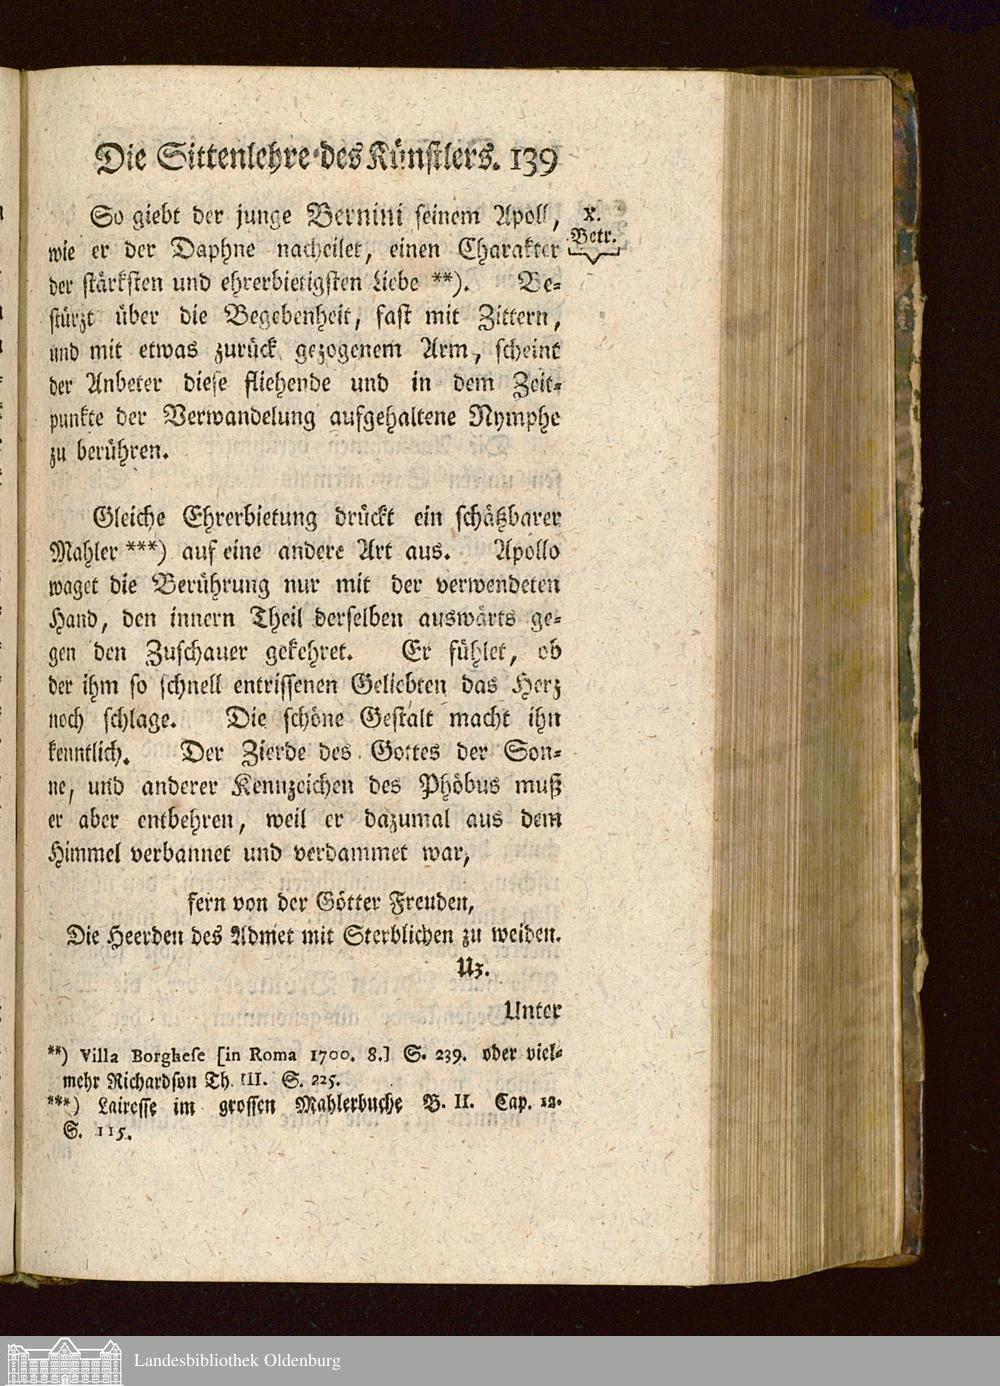 Die Sittenlehre des Künstlers. 139
So giebt der junge Bernini seinem Apoll,
X.
Betr.
wie er der Daphne nacheilet, einen Charakter
der stärksten und ehrerbietigsten Liebe **). Be-
stürzt über die Begebenheit, fast mit Zittern,
und mit etwas zurück gezogenem Arm, scheint
der Anbeter diese fliehende und in dem Zeit-
punkte der Verwandelung aufgehaltene Nymphe
zu berühren.
Gleiche Ehrerbietung drückt ein schätzbarer
Mahler ***) auf eine andere Art aus. Apollo
waget die Berührung nur mit der verwendeten
Hand, den innern Theil derselben auswärts ge-
gen den Zuschauer gekehret. Er fühlet, ob
der ihm so schnell entrissenen Geliebten das Herz
noch schlage. Die schöne Gestalt macht ihn
kenntlich. Der Zierde des Gottes der Son-
ne, und anderer Kennzeichen des Phöbus muß
er aber entbehren, weil er dazumal aus dem
Himmel verbannet und verdammet war,
fern von der Götter Freuden,
Die Heerden des Admet mit Sterblichen zu weiden.
Uz.
Unter
**) Villa Borghese [in Roma 1700. 8.] S. 239. oder viel-
mehr Richardson Th. III. S. 225.
***) Lairesse im grossen Mahlerbuche B. II. Cap. 12.
S. 115.
Landesbibliothek Oldenburg